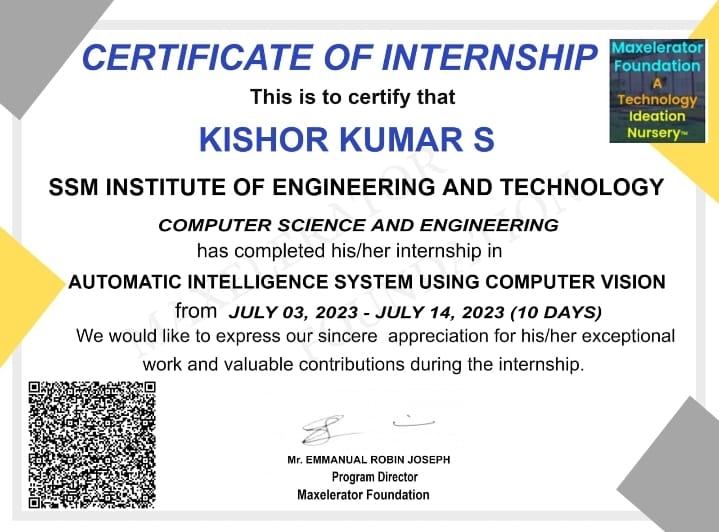 CERTIFICATE OF INTERNSHIP
Maxelerator
Foundation
A
Technology
Ideation
Nursery™
This is to certify that
KISHOR KUMAR S
SSM INSTITUTE OF ENGINEERING AND TECHNOLOGY
COMPUTER SCIENCE AND ENGINEERING
has completed his/her internship in
AUTOMATIC INTELLIGENCE SYSTEM USING COMPUTER VISION
from JULY 03, 2023 - JULY 14, 2023 (10 DAYS)
We would like to express our sincere appreciation for his/her exceptional
work and valuable contributions during the internship.
MAXELERATOR
FOUNDATION
Mr. EMMANUAL ROBIN JOSEPH
Program Director
Maxelerator Foundation